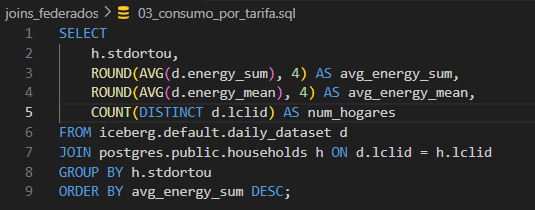 joins_federados > 03_consumo_por_tarifa.sql
1 SELECT
2 h.stdortou,
3 ROUND(AVG(d.energy_sum), 4) AS avg_energy_sum,
4 ROUND(AVG(d.energy_mean), 4) AS avg_energy_mean,
5 COUNT(DISTINCT d.lclid) AS num_hogares
6 FROM iceberg.default.daily_dataset d
7 JOIN postgres.public.households h ON d.lclid = h.lclid
8 GROUP BY h.stdortou
9 ORDER BY avg_energy_sum DESC;